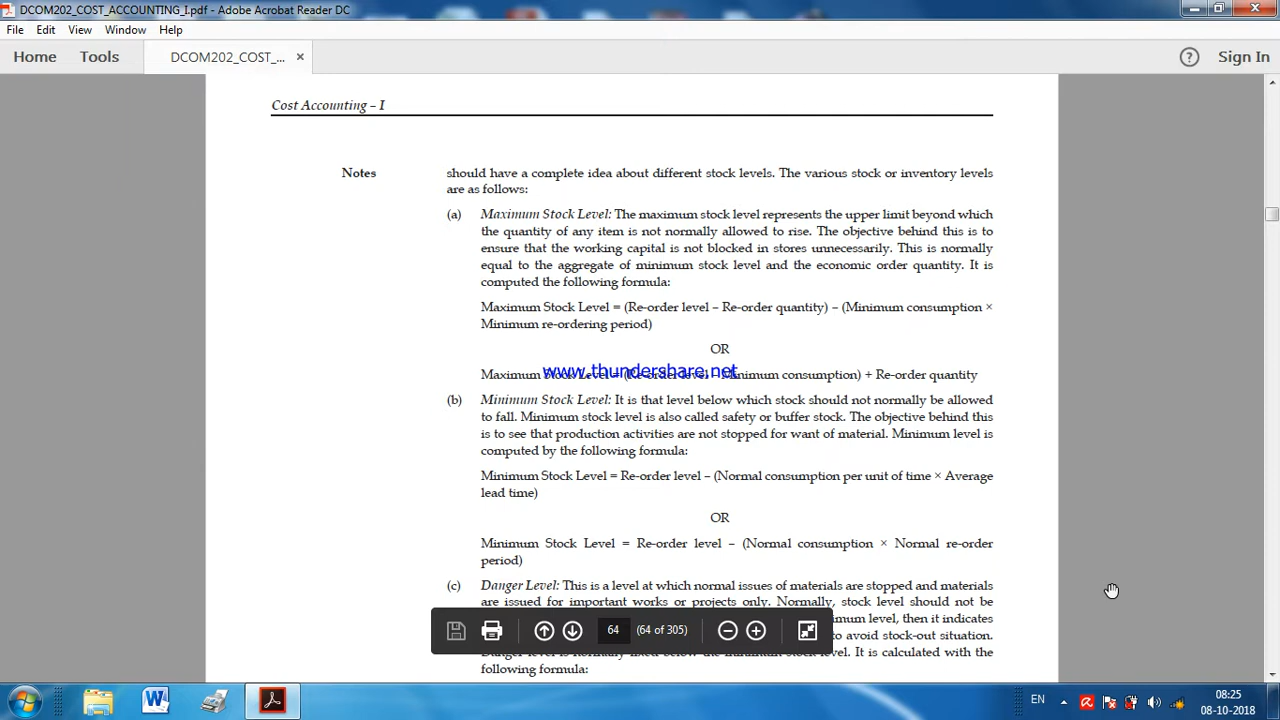 DCOM202_COST_ACCOUNTING_I.pdf - Adobe Acrobat Reader DC
File Edit View Window Help
Home Tools DCOM202_COST_... × ? Sign In
Cost Accounting – I
Notes
should have a complete idea about different stock levels. The various stock or inventory levels
are as follows:
(a) Maximum Stock Level: The maximum stock level represents the upper limit beyond which
the quantity of any item is not normally allowed to rise. The objective behind this is to
ensure that the working capital is not blocked in stores unnecessarily. This is normally
equal to the aggregate of minimum stock level and the economic order quantity. It is
computed the following formula:
Maximum Stock Level = (Re-order level – Re-order quantity) – (Minimum consumption ×
Minimum re-ordering period)
OR
www.thundershare.net
Maximum Stock Level = (Re-order level – Minimum consumption) + Re-order quantity
(b) Minimum Stock Level: It is that level below which stock should not normally be allowed
to fall. Minimum stock level is also called safety or buffer stock. The objective behind this
is to see that production activities are not stopped for want of material. Minimum level is
computed by the following formula:
Minimum Stock Level = Re-order level – (Normal consumption per unit of time × Average
lead time)
OR
Minimum Stock Level = Re-order level – (Normal consumption × Normal re-order
period)
(c) Danger Level: This is a level at which normal issues of materials are stopped and materials
are issued for important works or projects only. Normally, stock level should not be
level, then it indicates
to avoid stock-out situation.
level. It is calculated with the
following formula:
64 (64 of 305)
EN 08:25
08-10-2018